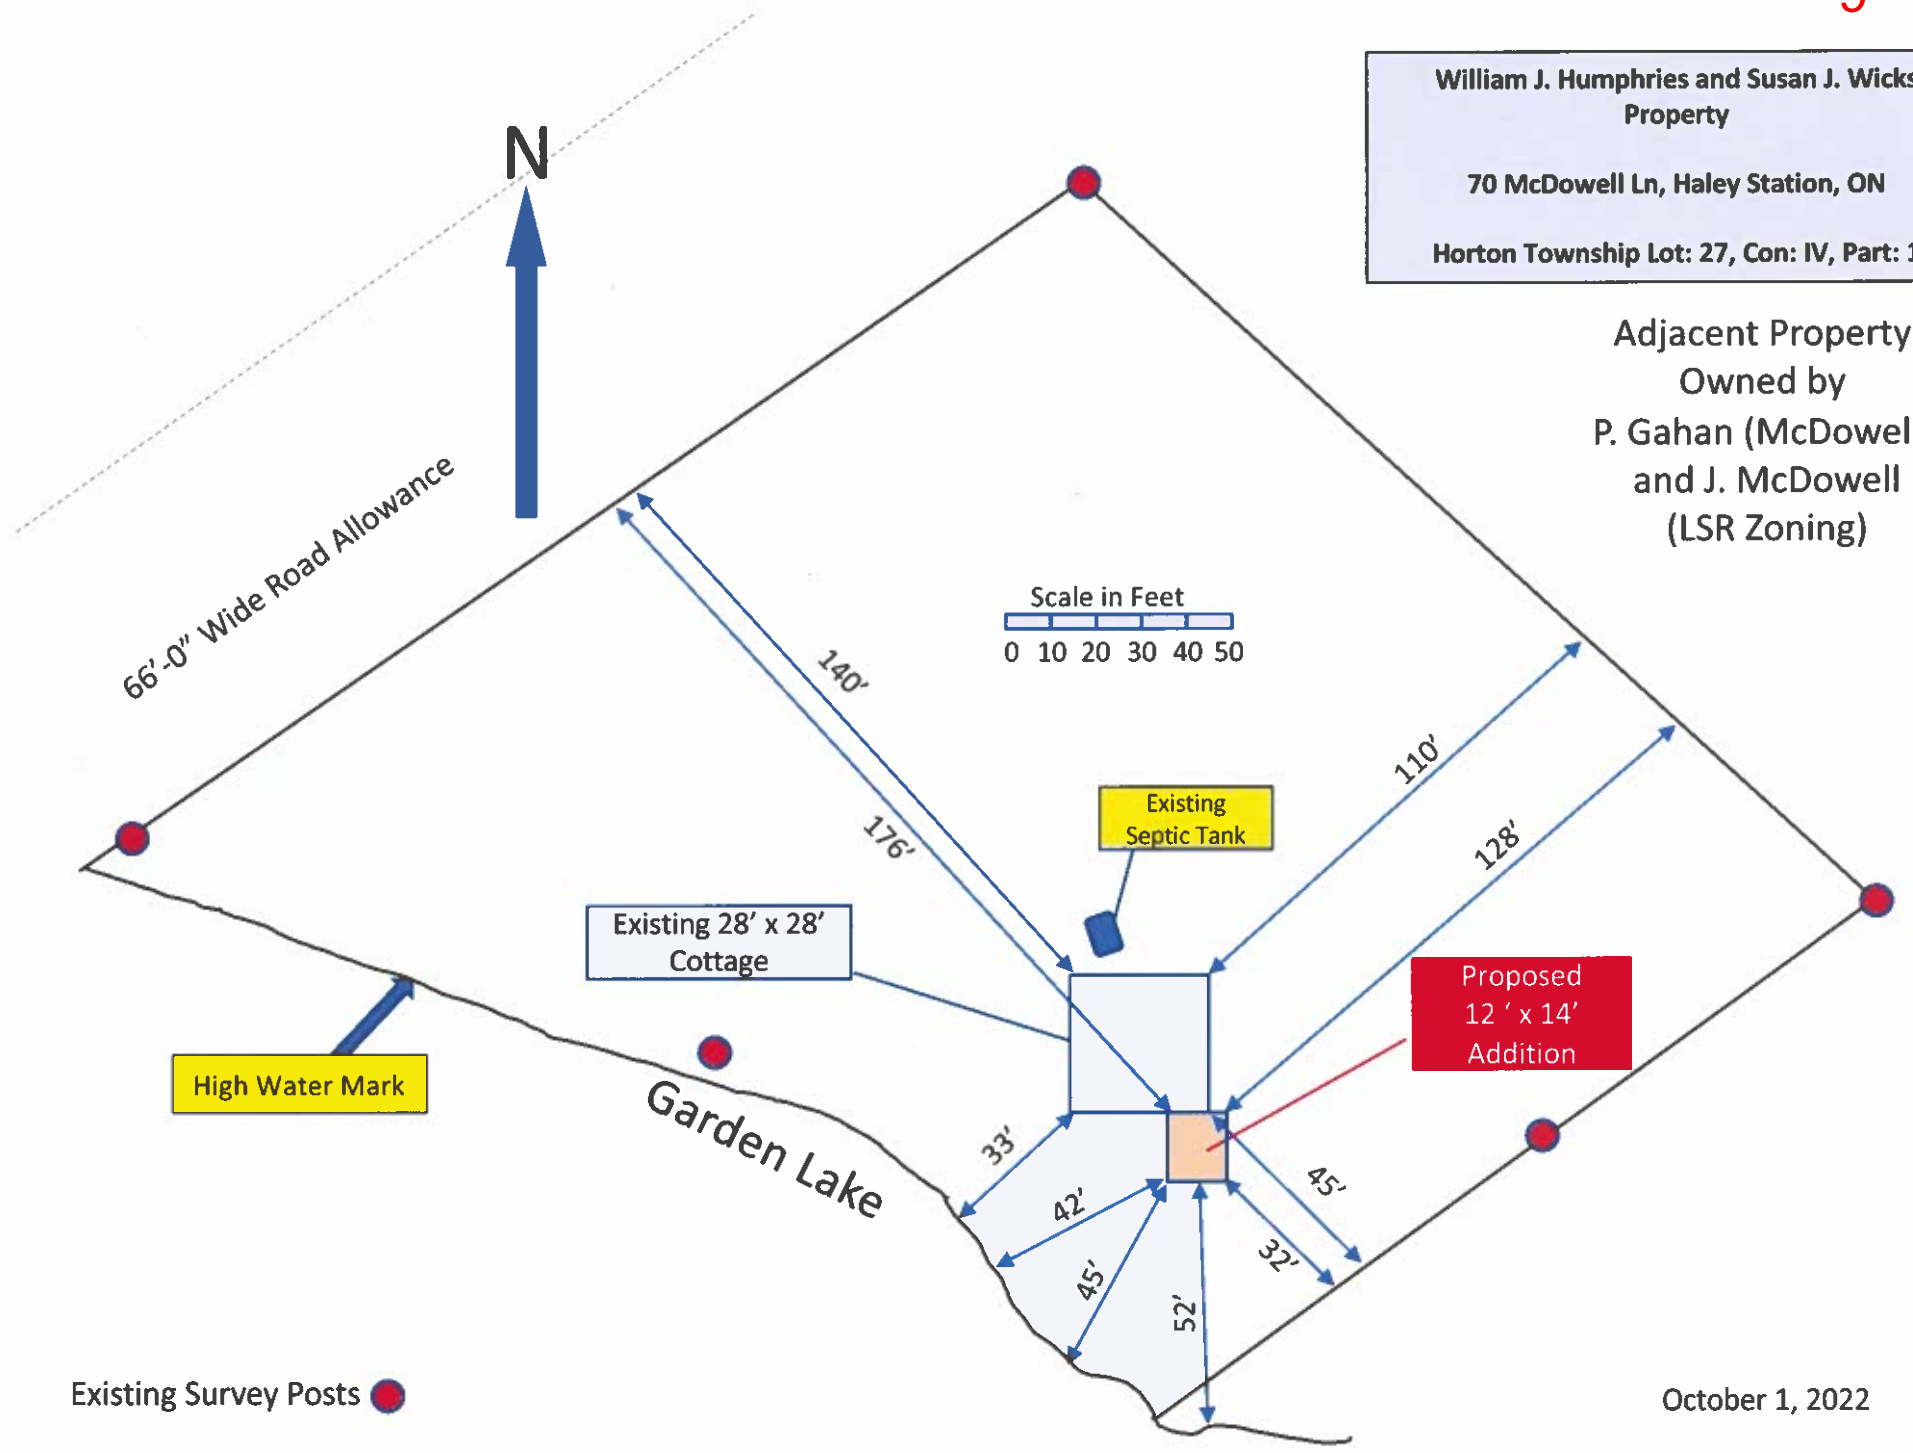 William J. Humphries and Susan J. Wicks
Property
70 McDowell Ln, Haley Station, ON
Horton Township Lot: 27, Con: IV, Part: 1
N
Adjacent Property
Owned by
P. Gahan (McDowel
and J. McDowell
(LSR Zoning)
66'-0" Wide Road Allowance
Scale in Feet
0 10 20 30 40 50
140'
176'
110'
128'
Existing
Septic Tank
Existing 28' x 28'
Cottage
Proposed
12 ' x 14'
Addition
High Water Mark
Garden Lake
33'
42'
45'
52'
45'
32'
Existing Survey Posts
October 1, 2022